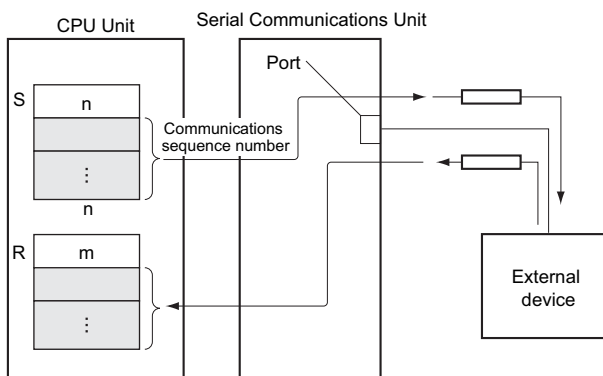 CPU Unit
Serial Communications Unit
Port
S
n
Communications
sequence number
⋮
n
R
m
⋮
External
device